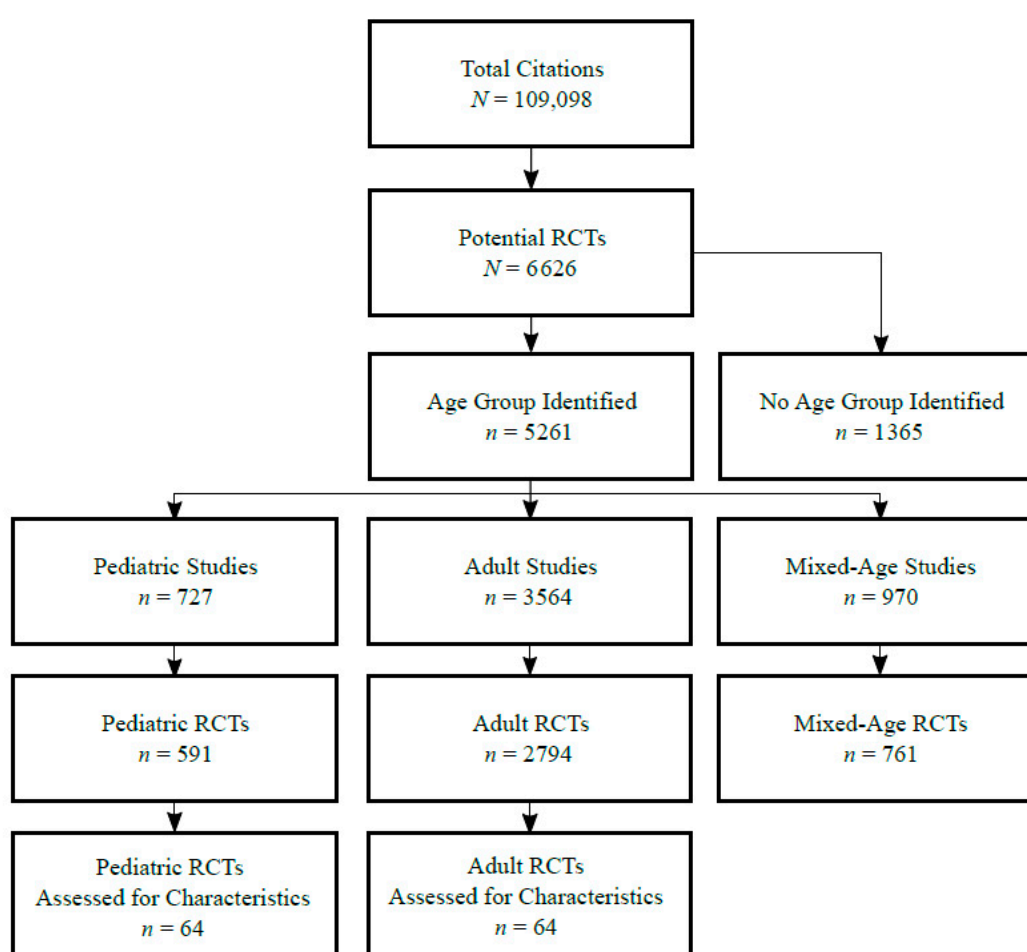 Total Citations
N = 109,098
Potential RCTs
N = 6626
Age Group Identified
n = 5261
No Age Group Identified
n = 1365
Pediatric Studies
n = 727
Adult Studies
n = 3564
Mixed-Age Studies
n = 970
Pediatric RCTs
n = 591
Adult RCTs
n = 2794
Mixed-Age RCTs
n = 761
Pediatric RCTs
Assessed for Characteristics
n = 64
Adult RCTs
Assessed for Characteristics
n = 64